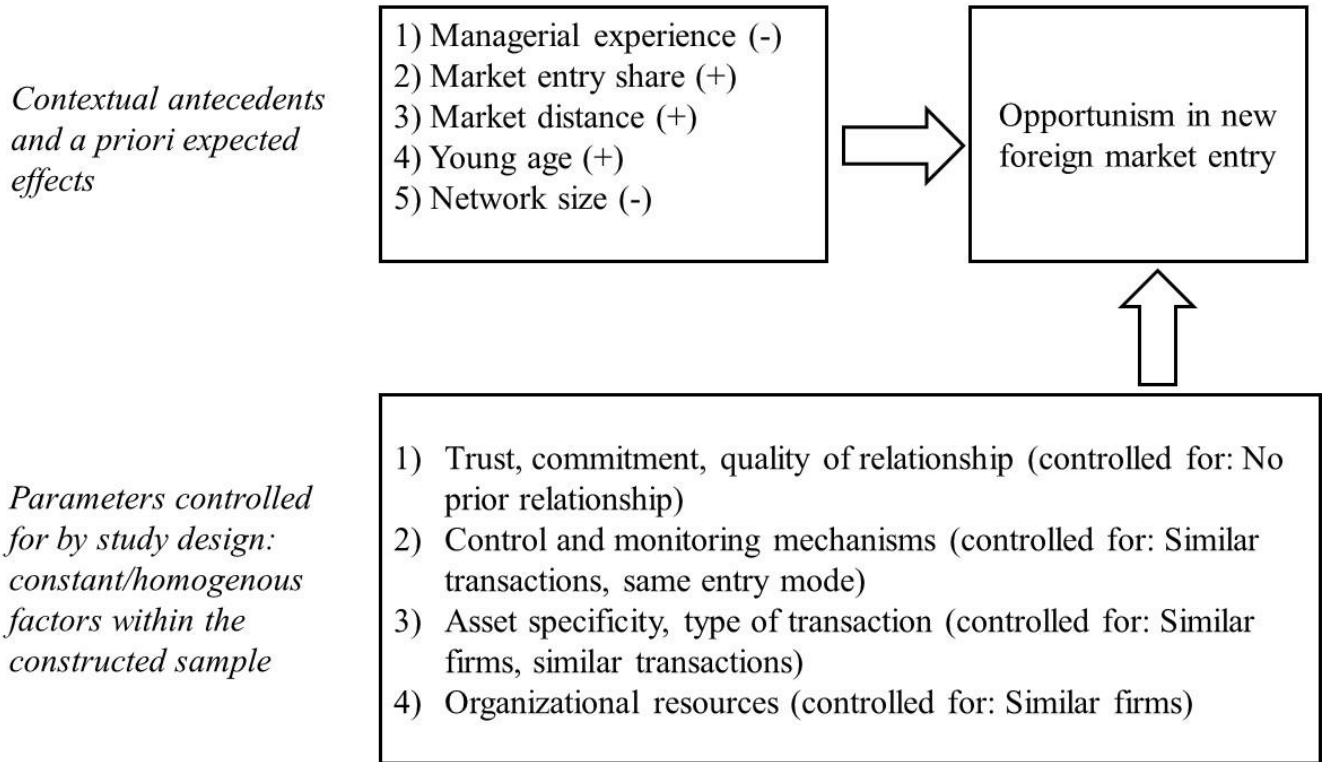 Contextual antecedents
and a priori expected
effects
1) Managerial experience (-)
2) Market entry share (+)
3) Market distance (+)
4) Young age (+)
5) Network size (-)
Opportunism in new
foreign market entry
Parameters controlled
for by study design:
constant/homogenous
factors within the
constructed sample
1) Trust, commitment, quality of relationship (controlled for: No
prior relationship)
2) Control and monitoring mechanisms (controlled for: Similar
transactions, same entry mode)
3) Asset specificity, type of transaction (controlled for: Similar
firms, similar transactions)
4) Organizational resources (controlled for: Similar firms)